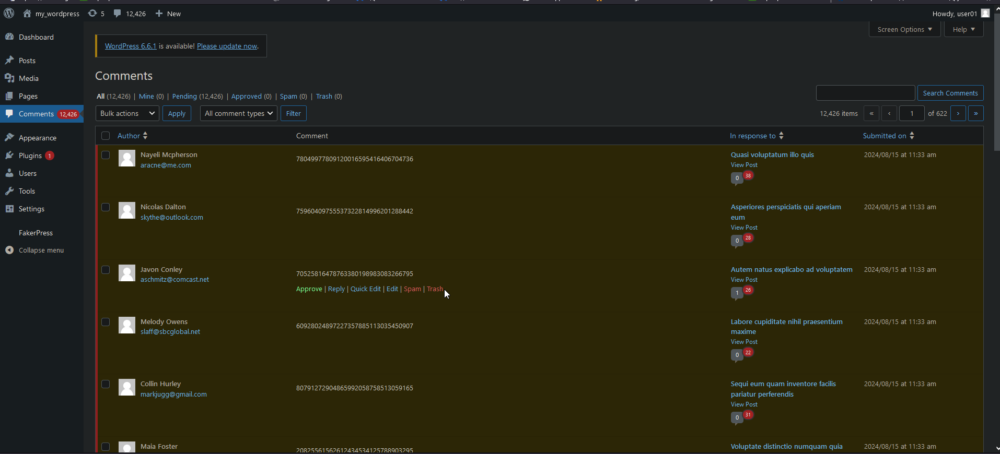 my_wordpress 5 12,426 New Howdy, user01
Screen Options Help
Dashboard
Posts
Media
Pages
Comments 12,426
Appearance
Plugins 1
Users
Tools
Settings
FakerPress
Collapse menu
WordPress 6.6.1 is available! Please update now.
Comments
All (12,426) | Mine (0) | Pending (12,426) | Approved (0) | Spam (0) | Trash (0)
Search Comments
Bulk actions Apply All comment types Filter
12,426 items « ‹ 1 of 622 › »
Author Comment In response to Submitted on
Nayeli Mcpherson
aracne@me.com
78049977809120016595416406704736
Quasi voluptatum illo quis
View Post
0 38
2024/08/15 at 11:33 am
Nicolas Dalton
skythe@outlook.com
75960409755537322814996201288442
Asperiores perspiciatis qui aperiam
eum
View Post
0 28
2024/08/15 at 11:33 am
Javon Conley
aschmitz@comcast.net
70525816478763380198983083266795
Approve | Reply | Quick Edit | Edit | Spam | Trash
Autem natus explicabo ad voluptatem
View Post
1 26
2024/08/15 at 11:33 am
Melody Owens
slaff@sbcglobal.net
60928024897227357885113035450907
Labore cupiditate nihil praesentium
maxime
View Post
0 22
2024/08/15 at 11:33 am
Collin Hurley
markjugg@gmail.com
80791272904865992058758513059165
Sequi eum quam inventore facilis
pariatur perferendis
View Post
0 31
2024/08/15 at 11:33 am
Maia Foster
20825561562612434534125788903295
Voluptate distinctio numquam quia
2024/08/15 at 11:33 am